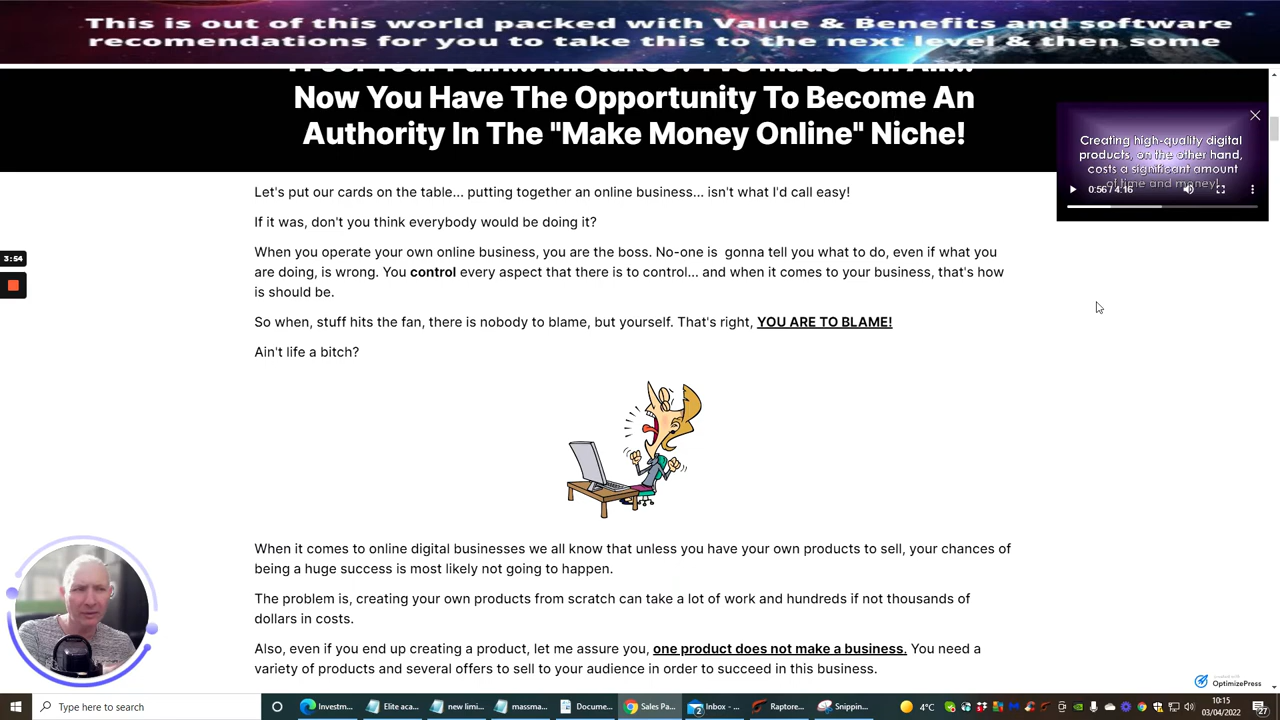 This is out of this world packed with Value & Benefits and software
recomendations for you to take this to the next level & then some
Now You Have The Opportunity To Become An
Authority In The "Make Money Online" Niche!
Creating high-quality digital
products, on the other hand,
costs a significant amount
of time and money!
0:56 / 4:16
Let's put our cards on the table... putting together an online business... isn't what I'd call easy!
If it was, don't you think everybody would be doing it?
When you operate your own online business, you are the boss. No-one is gonna tell you what to do, even if what you
are doing, is wrong. You control every aspect that there is to control... and when it comes to your business, that's how
is should be.
3:54
So when, stuff hits the fan, there is nobody to blame, but yourself. That's right, YOU ARE TO BLAME!
Ain't life a bitch?
When it comes to online digital businesses we all know that unless you have your own products to sell, your chances of
being a huge success is most likely not going to happen.
The problem is, creating your own products from scratch can take a lot of work and hundreds if not thousands of
dollars in costs.
Also, even if you end up creating a product, let me assure you, one product does not make a business. You need a
variety of products and several offers to sell to your audience in order to succeed in this business.
OptimizePress
Type here to search
Investm...
Elite aca...
new limi...
massma...
Docume...
Sales Pa...
Inbox - ...
Raptore...
Snippin...
4°C
10:15
03/04/2022
27